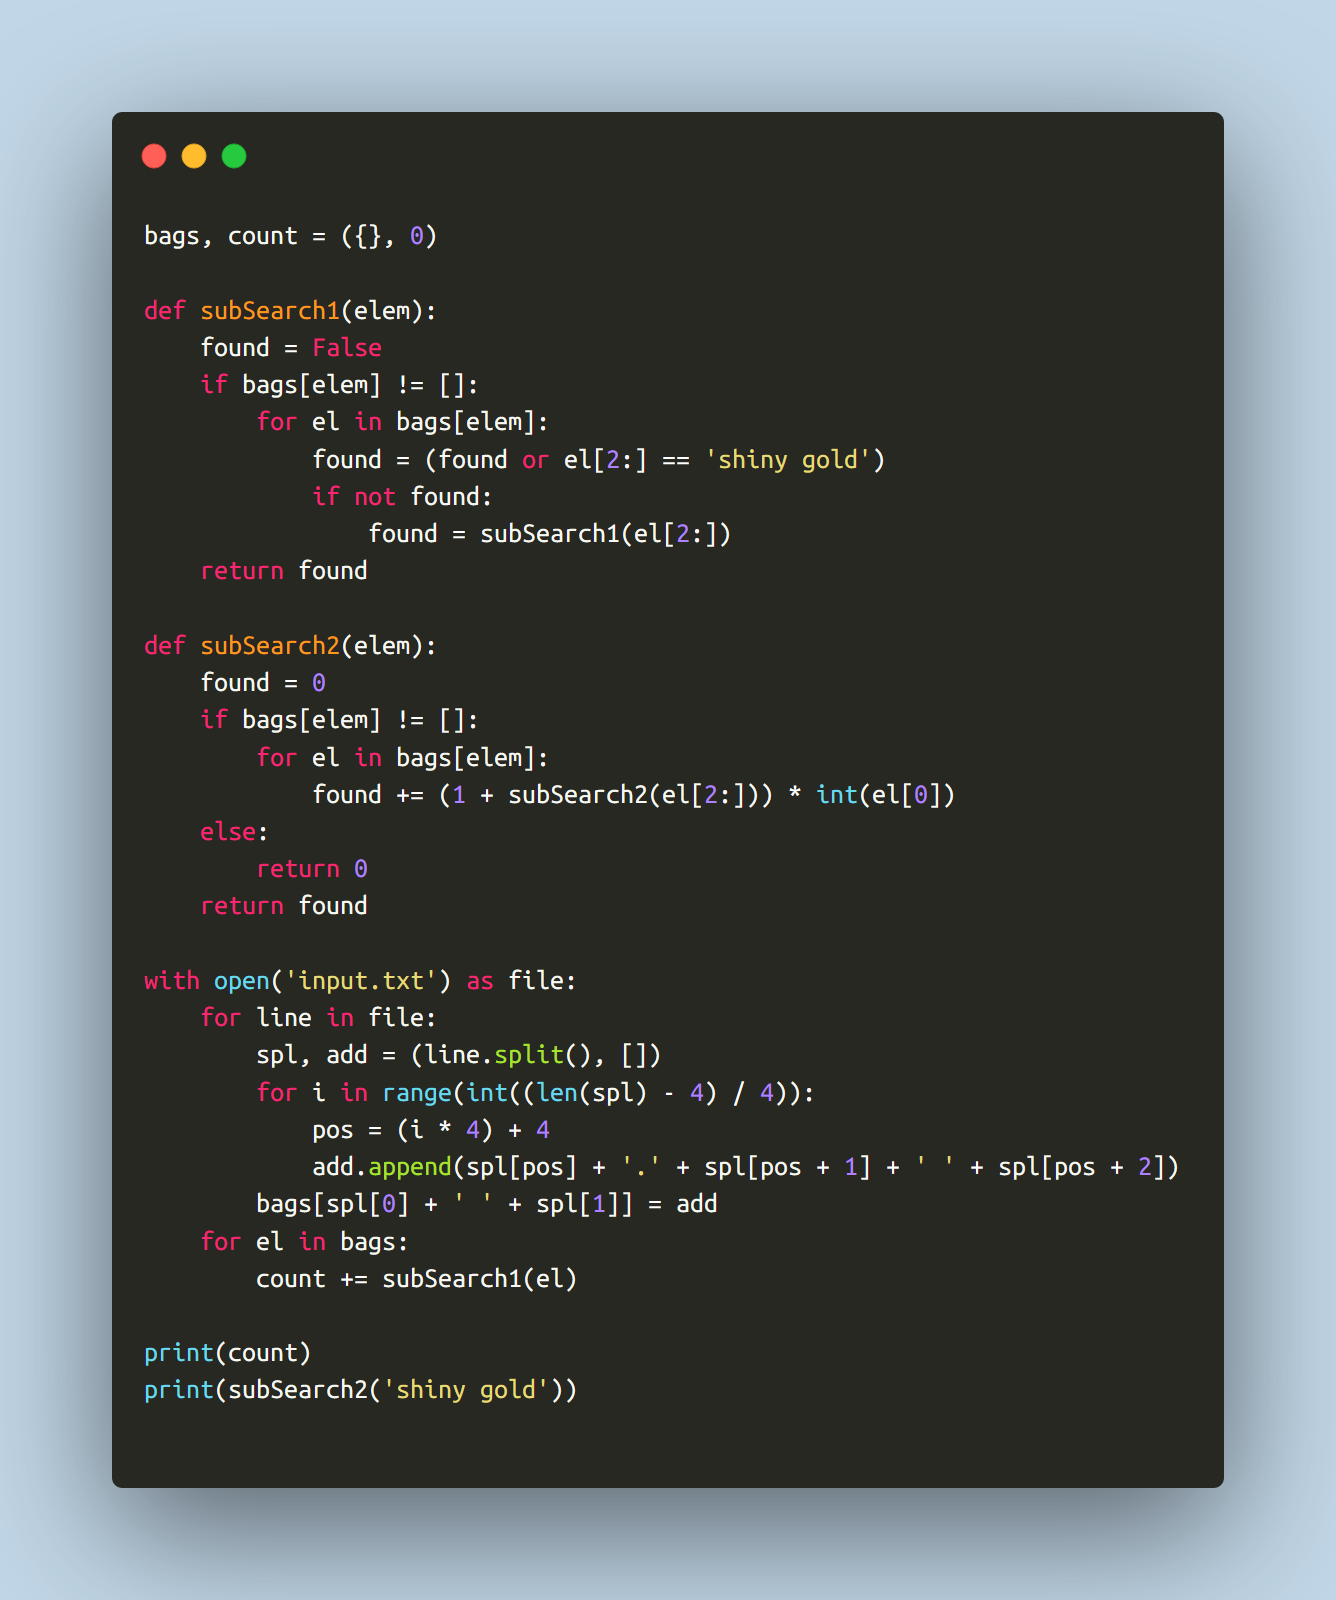 bags, count = ({}, 0)

def subSearch1(elem):
    found = False
    if bags[elem] != []:
        for el in bags[elem]:
            found = (found or el[2:] == 'shiny gold')
            if not found:
                found = subSearch1(el[2:])
    return found

def subSearch2(elem):
    found = 0
    if bags[elem] != []:
        for el in bags[elem]:
            found += (1 + subSearch2(el[2:])) * int(el[0])
    else:
        return 0
    return found

with open('input.txt') as file:
    for line in file:
        spl, add = (line.split(), [])
        for i in range(int((len(spl) - 4) / 4)):
            pos = (i * 4) + 4
            add.append(spl[pos] + '.' + spl[pos + 1] + ' ' + spl[pos + 2])
        bags[spl[0] + ' ' + spl[1]] = add
    for el in bags:
        count += subSearch1(el)

print(count)
print(subSearch2('shiny gold'))